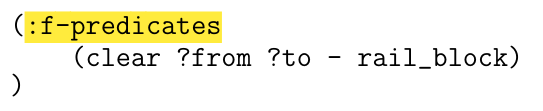 (:f-predicates
    (clear ?from ?to - rail_block)
)